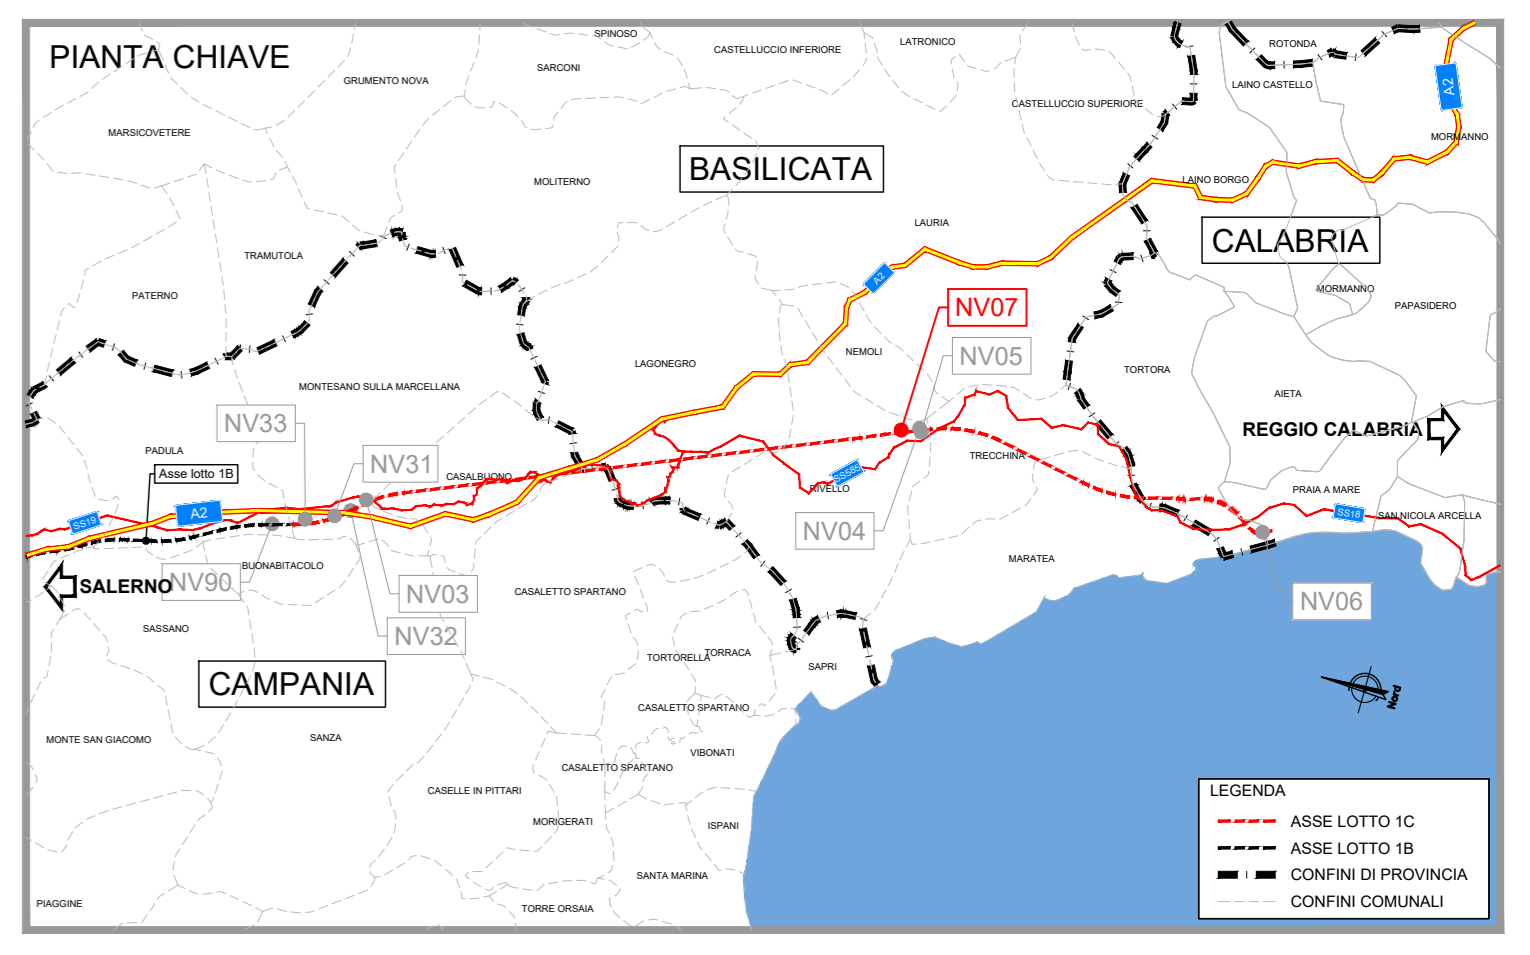 PIANTA CHIAVE
SPINOSO
CASTELLUCCIO INFERIORE
LATRONICO
ROTONDA
SARCONI
GRUMENTO NOVA
LAINO CASTELLO
A2
CASTELLUCCIO SUPERIORE
MARSICOVETERE
MORMANNO
BASILICATA
MOLITERNO
LAINO BORGO
LAURIA
CALABRIA
TRAMUTOLA
A2
PATERNO
MORMANNO
PAPASIDERO
NV07
NEMOLI
NV05
LAGONEGRO
TORTORA
MONTESANO SULLA MARCELLANA
AIETA
NV33
REGGIO CALABRIA
PADULA
TRECCHINA
NV31
Asse lotto 1B
CASALBUONO
SS585
RIVELLO
PRAIA A MARE
A2
SS19
SS18
SAN NICOLA ARCELLA
NV04
MARATEA
BUONABITACOLO
NV90
SALERNO
CASALETTO SPARTANO
NV03
NV06
SASSANO
NV32
TORTORELLA
TORRACA
SAPRI
CAMPANIA
Nord
CASALETTO SPARTANO
MONTE SAN GIACOMO
SANZA
VIBONATI
CASALETTO SPARTANO
CASELLE IN PITTARI
LEGENDA
MORIGERATI
ISPANI
ASSE LOTTO 1C
ASSE LOTTO 1B
SANTA MARINA
CONFINI DI PROVINCIA
PIAGGINE
TORRE ORSAIA
CONFINI COMUNALI